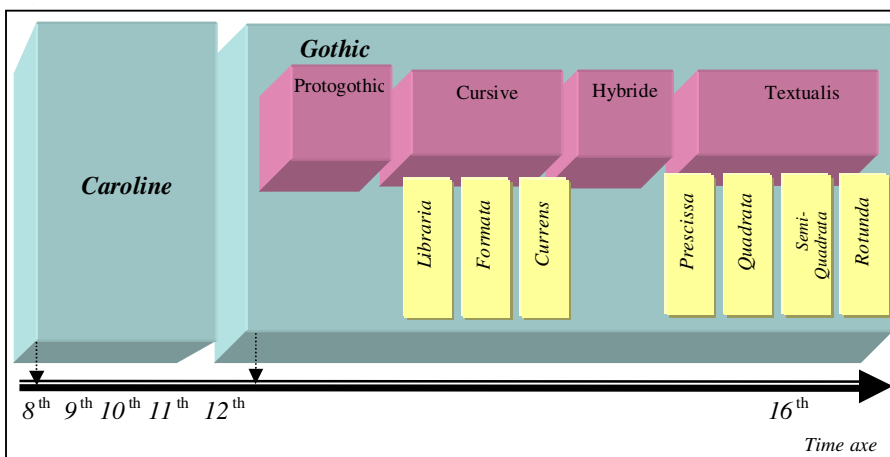 Gothic
Protogothic Cursive Hybride Textualis
Caroline
Libraria Formata Currens Prescissa Quadrata Semi-
Quadrata Rotunda
8th 9th 10th 11th 12th 16th
Time axe